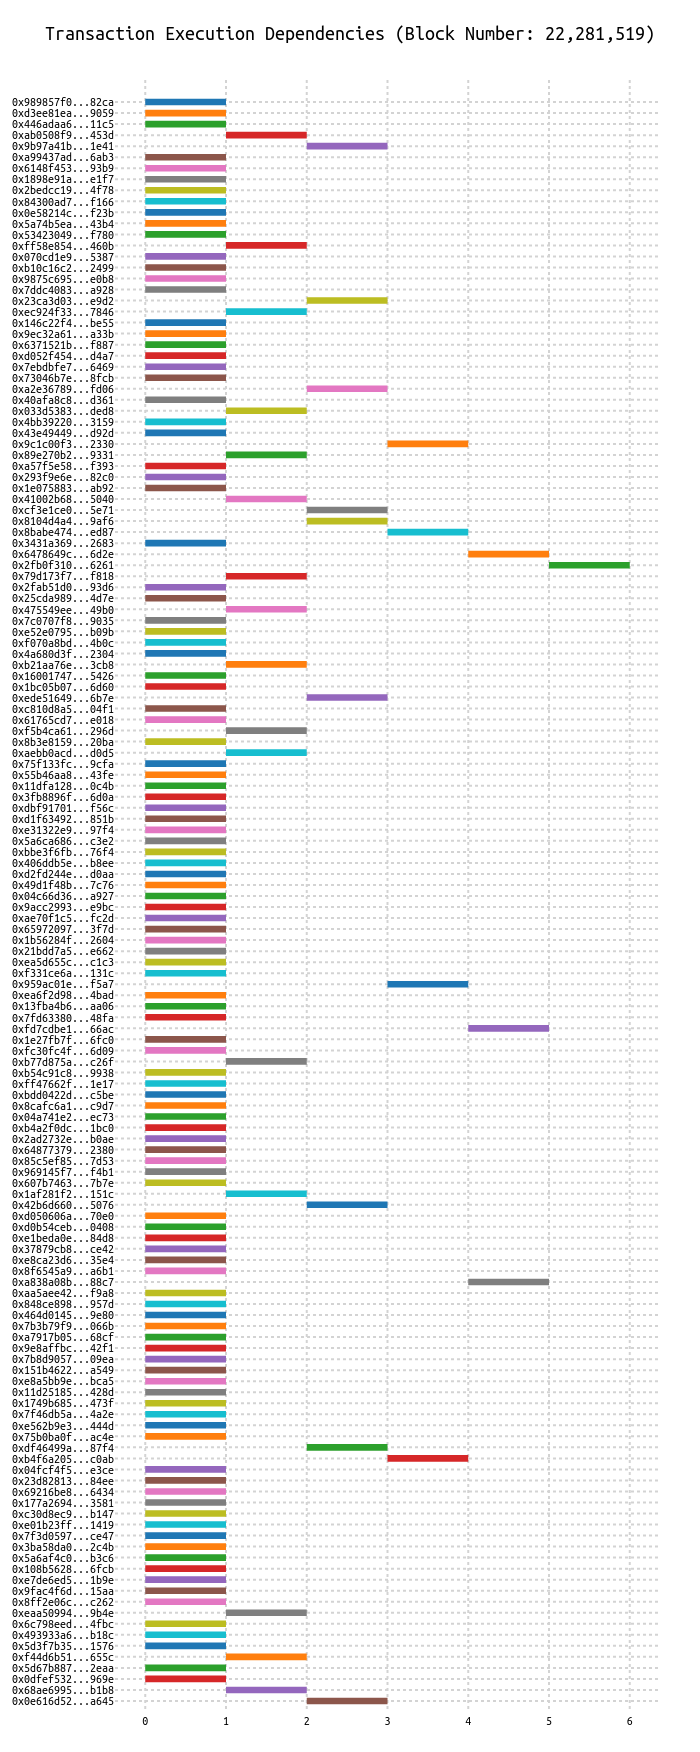 Transaction Execution Dependencies (Block Number: 22,281,519)
0x989857f0...82ca
0xd3ee81ea...9059
0x446adaa6...11c5
0xab0508f9...453d
0x9b97a41b...1e41
0xa99437ad...6ab3
0x6148f453...93b9
0x1898e91a...e1f7
0x2bedcc19...4f78
0x84300ad7...f166
0x0e58214c...f23b
0x5a74b5ea...43b4
0x53423049...f780
0xff58e854...460b
0x070cd1e9...5387
0xb10c16c2...2499
0x9875c695...e0b8
0x7ddc4083...a928
0x23ca3d03...e9d2
0xec924f33...7846
0x146c22f4...be55
0x9ec32a61...a33b
0x6371521b...f887
0xd052f454...d4a7
0x7ebdbfe7...6469
0x73046b7e...8fcb
0xa2e36789...fd06
0x40afa8c8...d361
0x033d5383...ded8
0x4bb39220...3159
0x43e49449...d92d
0x9c1c00f3...2330
0x89e270b2...9331
0xa57f5e58...f393
0x293f9e6e...82c0
0x1e075883...ab92
0x41002b68...5040
0xcf3e1ce0...5e71
0x8104d4a4...9af6
0x8babe474...ed87
0x3431a369...2683
0x6478649c...6d2e
0x2fb0f310...6261
0x79d173f7...f818
0x2fab51d0...93d6
0x25cda989...4d7e
0x475549ee...49b0
0x7c0707f8...9035
0xe52e0795...b09b
0xf070a8bd...4b0c
0x4a680d3f...2304
0xb21aa76e...3cb8
0x16001747...5426
0x1bc05b07...6d60
0xede51649...6b7e
0xc810d8a5...04f1
0x61765cd7...e018
0xf5b4ca61...296d
0x8b3e8159...20ba
0xaebb0acd...d0d5
0x75f133fc...9cfa
0x55b46aa8...43fe
0x11dfa128...0c4b
0x3fb8896f...6d0a
0xdbf91701...f56c
0xd1f63492...851b
0xe31322e9...97f4
0x5a6ca686...c3e2
0xbbe3f6fb...76f4
0x406ddb5e...b8ee
0xd2fd244e...d0aa
0x49d1f48b...7c76
0x04c66d36...a927
0x9acc2993...e9bc
0xae70f1c5...fc2d
0x65972097...3f7d
0x1b56284f...2604
0x21bdd7a5...e662
0xea5d655c...c1c3
0xf331ce6a...131c
0x959ac01e...f5a7
0xea6f2d98...4bad
0x13fba4b6...aa06
0x7fd63380...48fa
0xfd7cdbe1...66ac
0x1e27fb7f...6fc0
0xfc30fc4f...6d09
0xb77d875a...c26f
0xb54c91c8...9938
0xff47662f...1e17
0xbdd0422d...c5be
0x8cafc6a1...c9d7
0x04a741e2...ec73
0xb4a2f0dc...1bc0
0x2ad2732e...b0ae
0x64877379...2380
0x85c5ef85...7d53
0x969145f7...f4b1
0x607b7463...7b7e
0x1af281f2...151c
0x42b6d660...5076
0xd050606a...70e0
0xd0b54ceb...0408
0xe1beda0e...84d8
0x37879cb8...ce42
0xe8ca23d6...35e4
0x8f6545a9...a6b1
0xa838a08b...88c7
0xaa5aee42...f9a8
0x848ce898...957d
0x464d0145...9e80
0x7b3b79f9...066b
0xa7917b05...68cf
0x9e8affbc...42f1
0x7b8d9057...09ea
0x151b4622...a549
0xe8a5bb9e...bca5
0x11d25185...428d
0x1749b685...473f
0x7f46db5a...4a2e
0xe562b9e3...444d
0x75b0ba0f...ac4e
0xdf46499a...87f4
0xb4f6a205...c0ab
0x04fcf4f5...e3ce
0x23d82813...84ee
0x69216be8...6434
0x177a2694...3581
0xc30d8ec9...b147
0xe01b23ff...1419
0x7f3d0597...ce47
0x3ba58da0...2c4b
0x5a6af4c0...b3c6
0x108b5628...6fcb
0xe7de6ed5...1b9e
0x9fac4f6d...15aa
0x8ff2e06c...c262
0xeaa50994...9b4e
0x6c798eed...4fbc
0x493933a6...b18c
0x5d3f7b35...1576
0xf44d6b51...655c
0x5d67b887...2eaa
0x0dfef532...969e
0x68ae6995...b1b8
0x0e616d52...a645
0 1 2 3 4 5 6